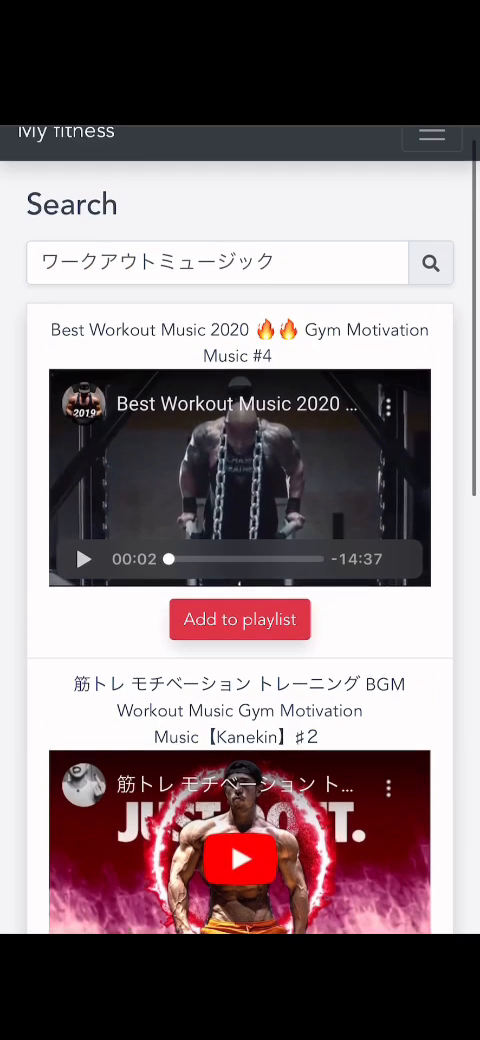 My fitness
Search
ワークアウトミュージック
Best Workout Music 2020 🔥🔥 Gym Motivation
Music #4
2019
Best Workout Music 2020 ...
00:02
-14:37
Add to playlist
筋トレ モチベーション トレーニング BGM
Workout Music Gym Motivation
Music【Kanekin】♯２
筋トレ モチベーション ト...
JUST DO IT.